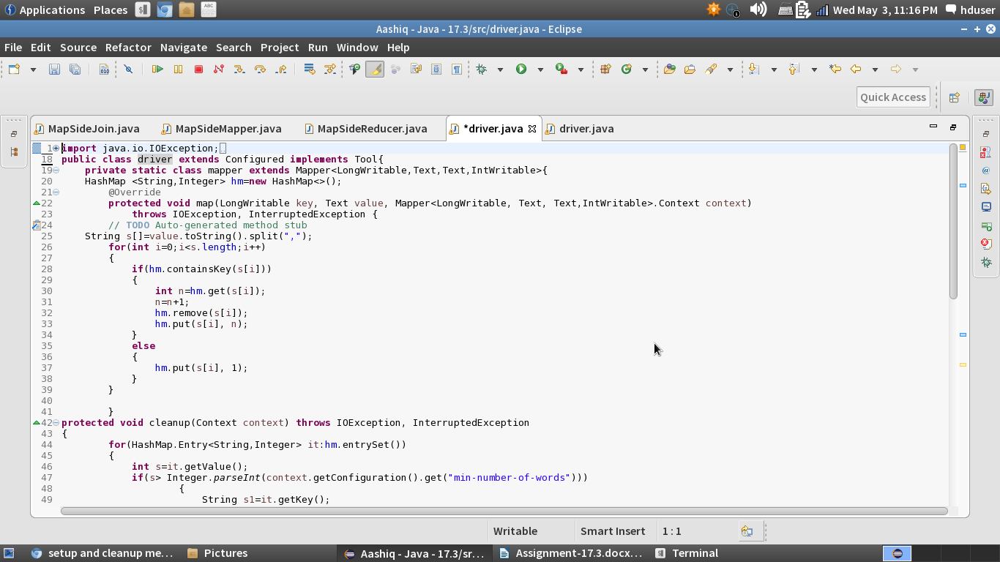 Applications Places Wed May 3, 11:16 PM hduser
Aashiq - Java - 17.3/src/driver.java - Eclipse
File Edit Source Refactor Navigate Search Project Run Window Help
Quick Access
MapSideJoin.java MapSideMapper.java MapSideReducer.java *driver.java driver.java
1 import java.io.IOException;
18 public class driver extends Configured implements Tool{
19 private static class mapper extends Mapper<LongWritable,Text,Text,IntWritable>{
20 HashMap <String,Integer> hm=new HashMap<>();
21 @Override
22 protected void map(LongWritable key, Text value, Mapper<LongWritable, Text, Text,IntWritable>.Context context)
23 throws IOException, InterruptedException {
24 // TODO Auto-generated method stub
25 String s[]=value.toString().split(",");
26 for(int i=0;i<s.length;i++)
27 {
28 if(hm.containsKey(s[i]))
29 {
30 int n=hm.get(s[i]);
31 n=n+1;
32 hm.remove(s[i]);
33 hm.put(s[i], n);
34 }
35 else
36 {
37 hm.put(s[i], 1);
38 }
39 }
40
41 }
42 protected void cleanup(Context context) throws IOException, InterruptedException
43 {
44 for(HashMap.Entry<String,Integer> it:hm.entrySet())
45 {
46 int s=it.getValue();
47 if(s> Integer.parseInt(context.getConfiguration().get("min-number-of-words")))
48 {
49 String s1=it.getKey();
Writable Smart Insert 1 : 1
setup and cleanup me... Pictures Aashiq - Java - 17.3/sr... Assignment-17.3.docx... Terminal